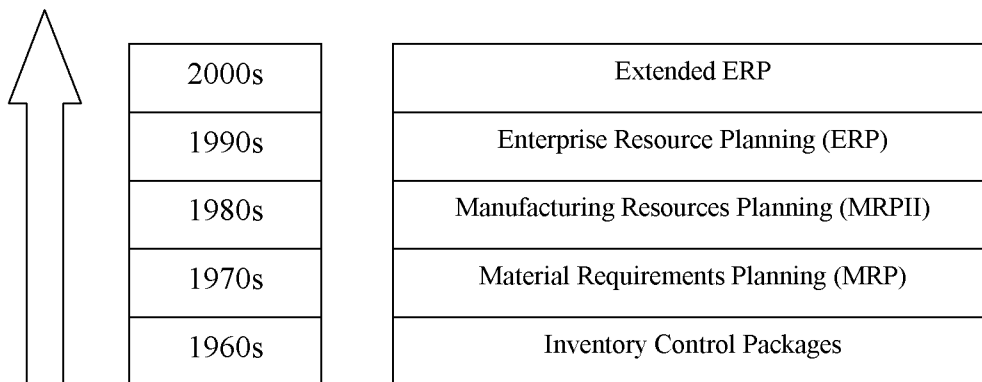 2000s
Extended ERP
1990s
Enterprise Resource Planning (ERP)
1980s
Manufacturing Resources Planning (MRPII)
1970s
Material Requirements Planning (MRP)
1960s
Inventory Control Packages